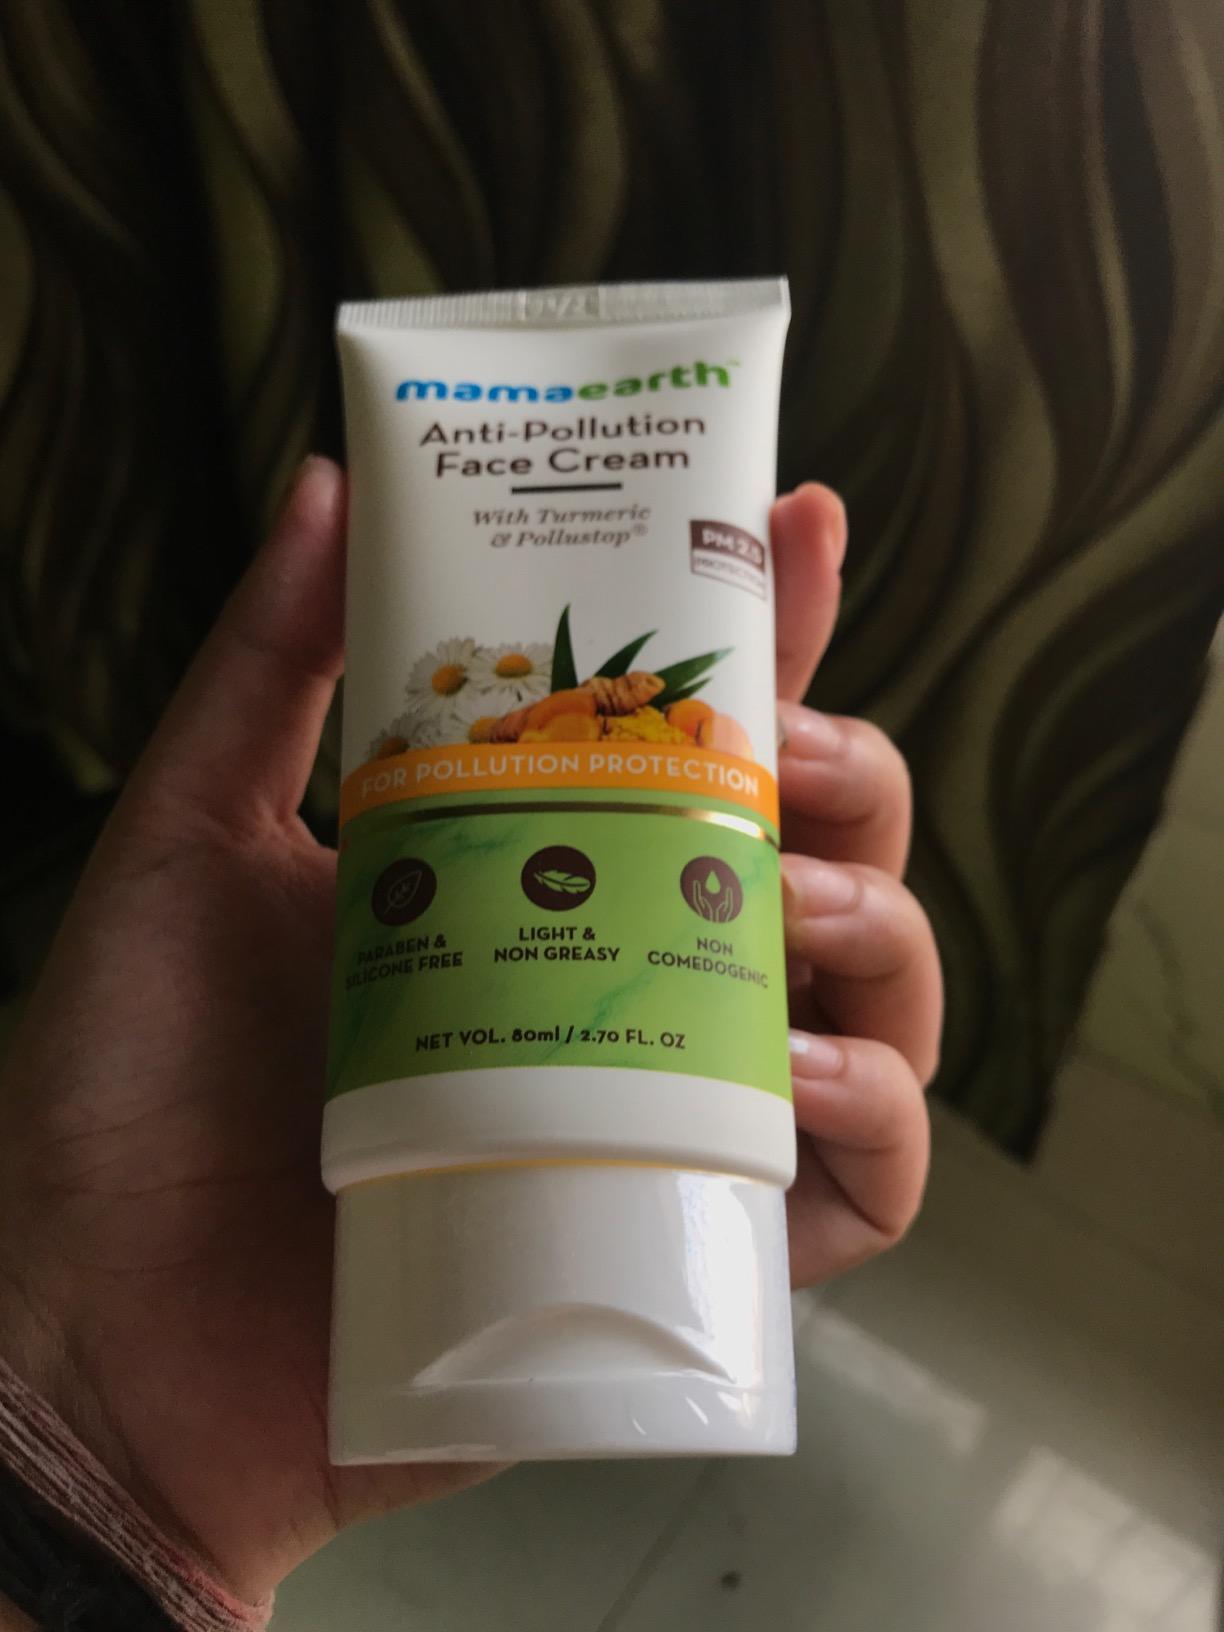 mamaearth™
Anti-Pollution
Face Cream
With Turmeric
& Pollustop®
PM 2.5
PROTECTION
FOR POLLUTION PROTECTION
PARABEN &
SILICONE FREE
LIGHT &
NON GREASY
NON
COMEDOGENIC
NET VOL. 80ml / 2.70 FL. OZ